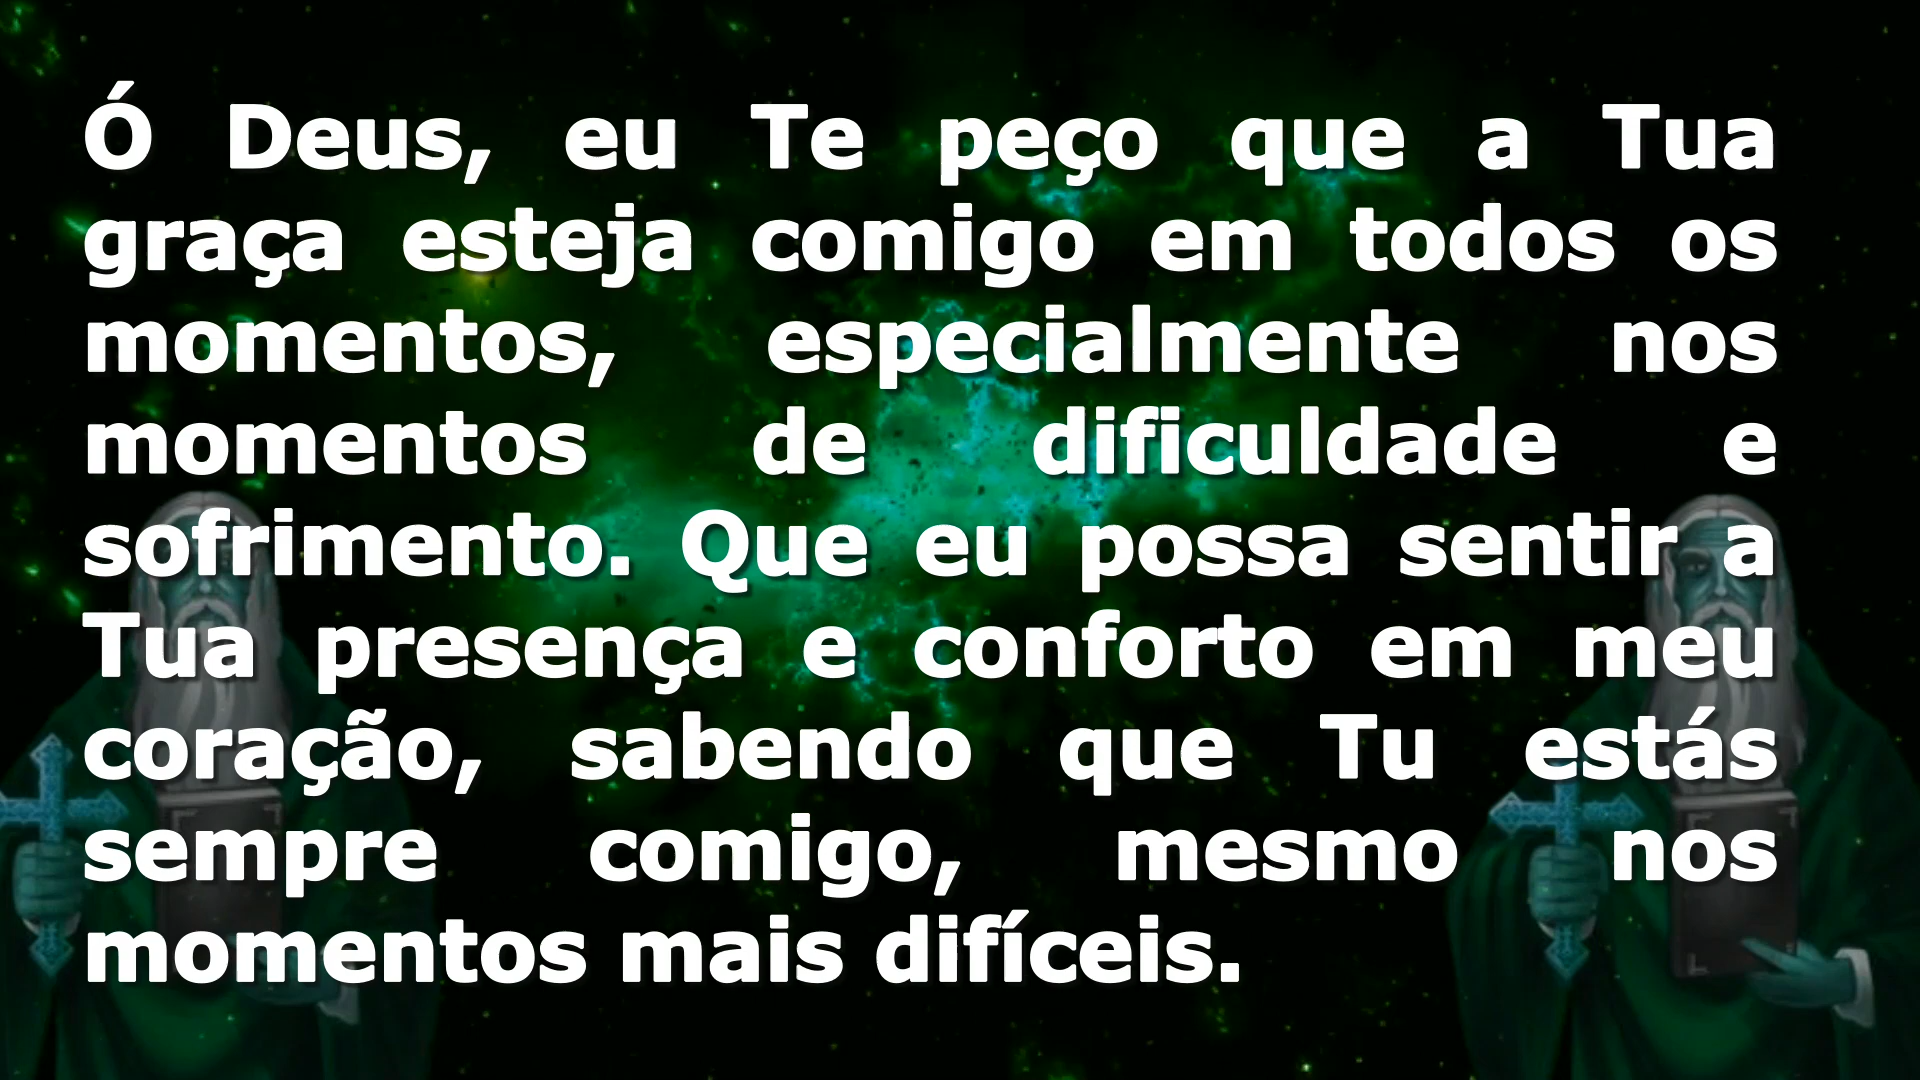 Ó Deus, eu Te peço que a Tua
graça esteja comigo em todos os
momentos, especialmente nos
momentos de dificuldade e
sofrimento. Que eu possa sentir a
Tua presença e conforto em meu
coração, sabendo que Tu estás
sempre comigo, mesmo nos
momentos mais difíceis.